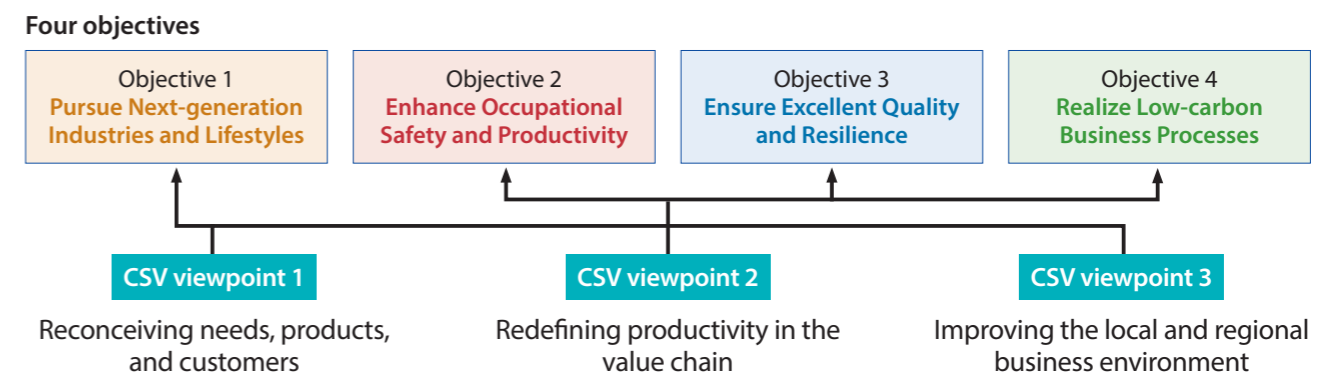 Four objectives
Objective 1
Pursue Next-generation
Industries and Lifestyles
Objective 2
Enhance Occupational
Safety and Productivity
Objective 3
Ensure Excellent Quality
and Resilience
Objective 4
Realize Low-carbon
Business Processes
CSV viewpoint 1
Reconceiving needs, products,
and customers
CSV viewpoint 2
Redefining productivity in the
value chain
CSV viewpoint 3
Improving the local and regional
business environment